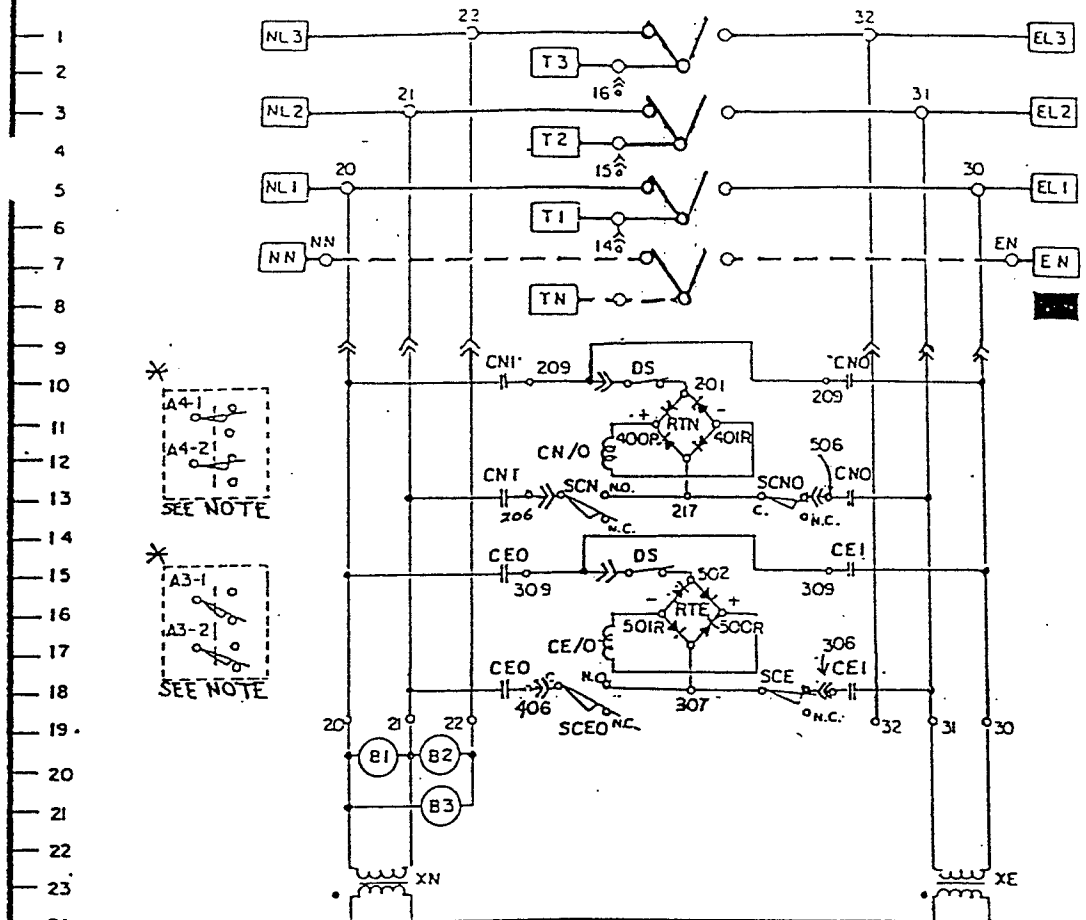 22 32
1 NL3 EL3
2 T3
16
21 31
3 NL2 EL2
4 T2
15
20 30
5 NL1 EL1
6 T1
14
NN EN
7 NN EN
8 TN
9
CN1 209 DS CNO
10 201 209
A4-1
11 + RTN -
400R 401R
A4-2 CN/O 506
12
CN1 SCN N.O. SCNO CNO
13 206 217 C. N.C.
SEE NOTE N.C.
14
CEO DS CE1
15 309 502 309
A3-1
16 - RTE +
501R 500R
A3-2
17 CE/O 306
CEO C N.O. SCE CE1
18 406 307 N.C.
SEE NOTE SCEO N.C.
19 20 21 22 32 31 30
B1 B2
20
B3
21
22
XN XE
23